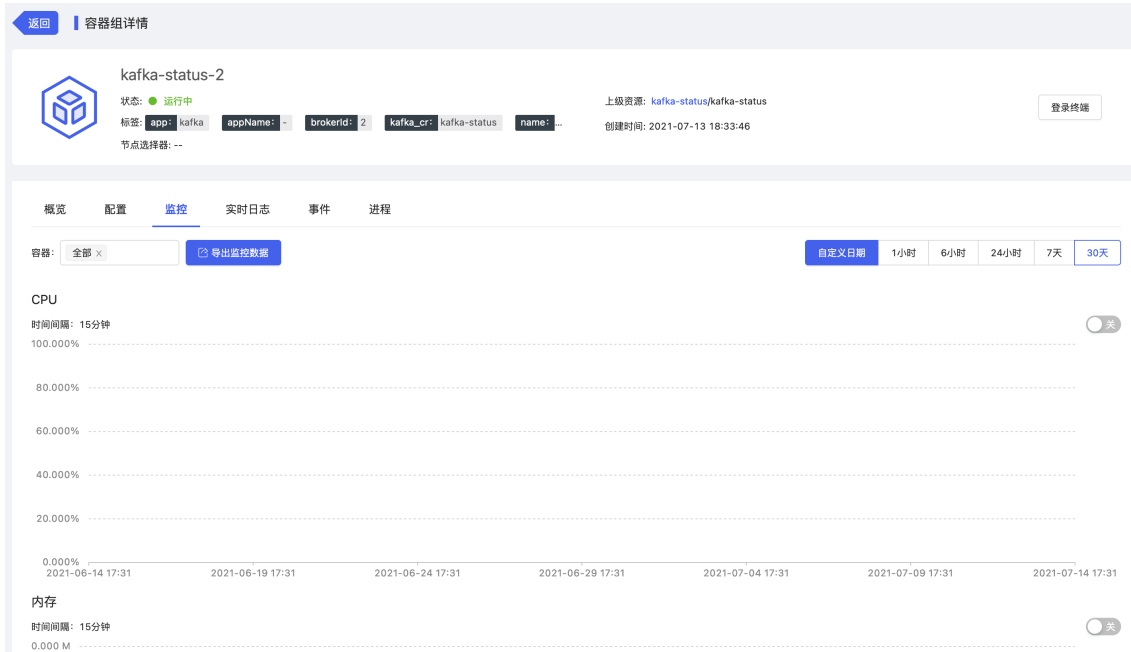 返回 容器组详情
kafka-status-2
状态: 运行中 上级资源: kafka-status/kafka-status 登录终端
标签: app: kafka appName: - brokerId: 2 kafka_cr: kafka-status name: ... 创建时间: 2021-07-13 18:33:46
节点选择器: --
概览 配置 监控 实时日志 事件 进程
容器: 全部 × 导出监控数据 自定义日期 1小时 6小时 24小时 7天 30天
CPU
时间间隔: 15分钟 关
100.000%
80.000%
60.000%
40.000%
20.000%
0.000%
2021-06-14 17:31 2021-06-19 17:31 2021-06-24 17:31 2021-06-29 17:31 2021-07-04 17:31 2021-07-09 17:31 2021-07-14 17:31
内存
时间间隔: 15分钟 关
0.000 M